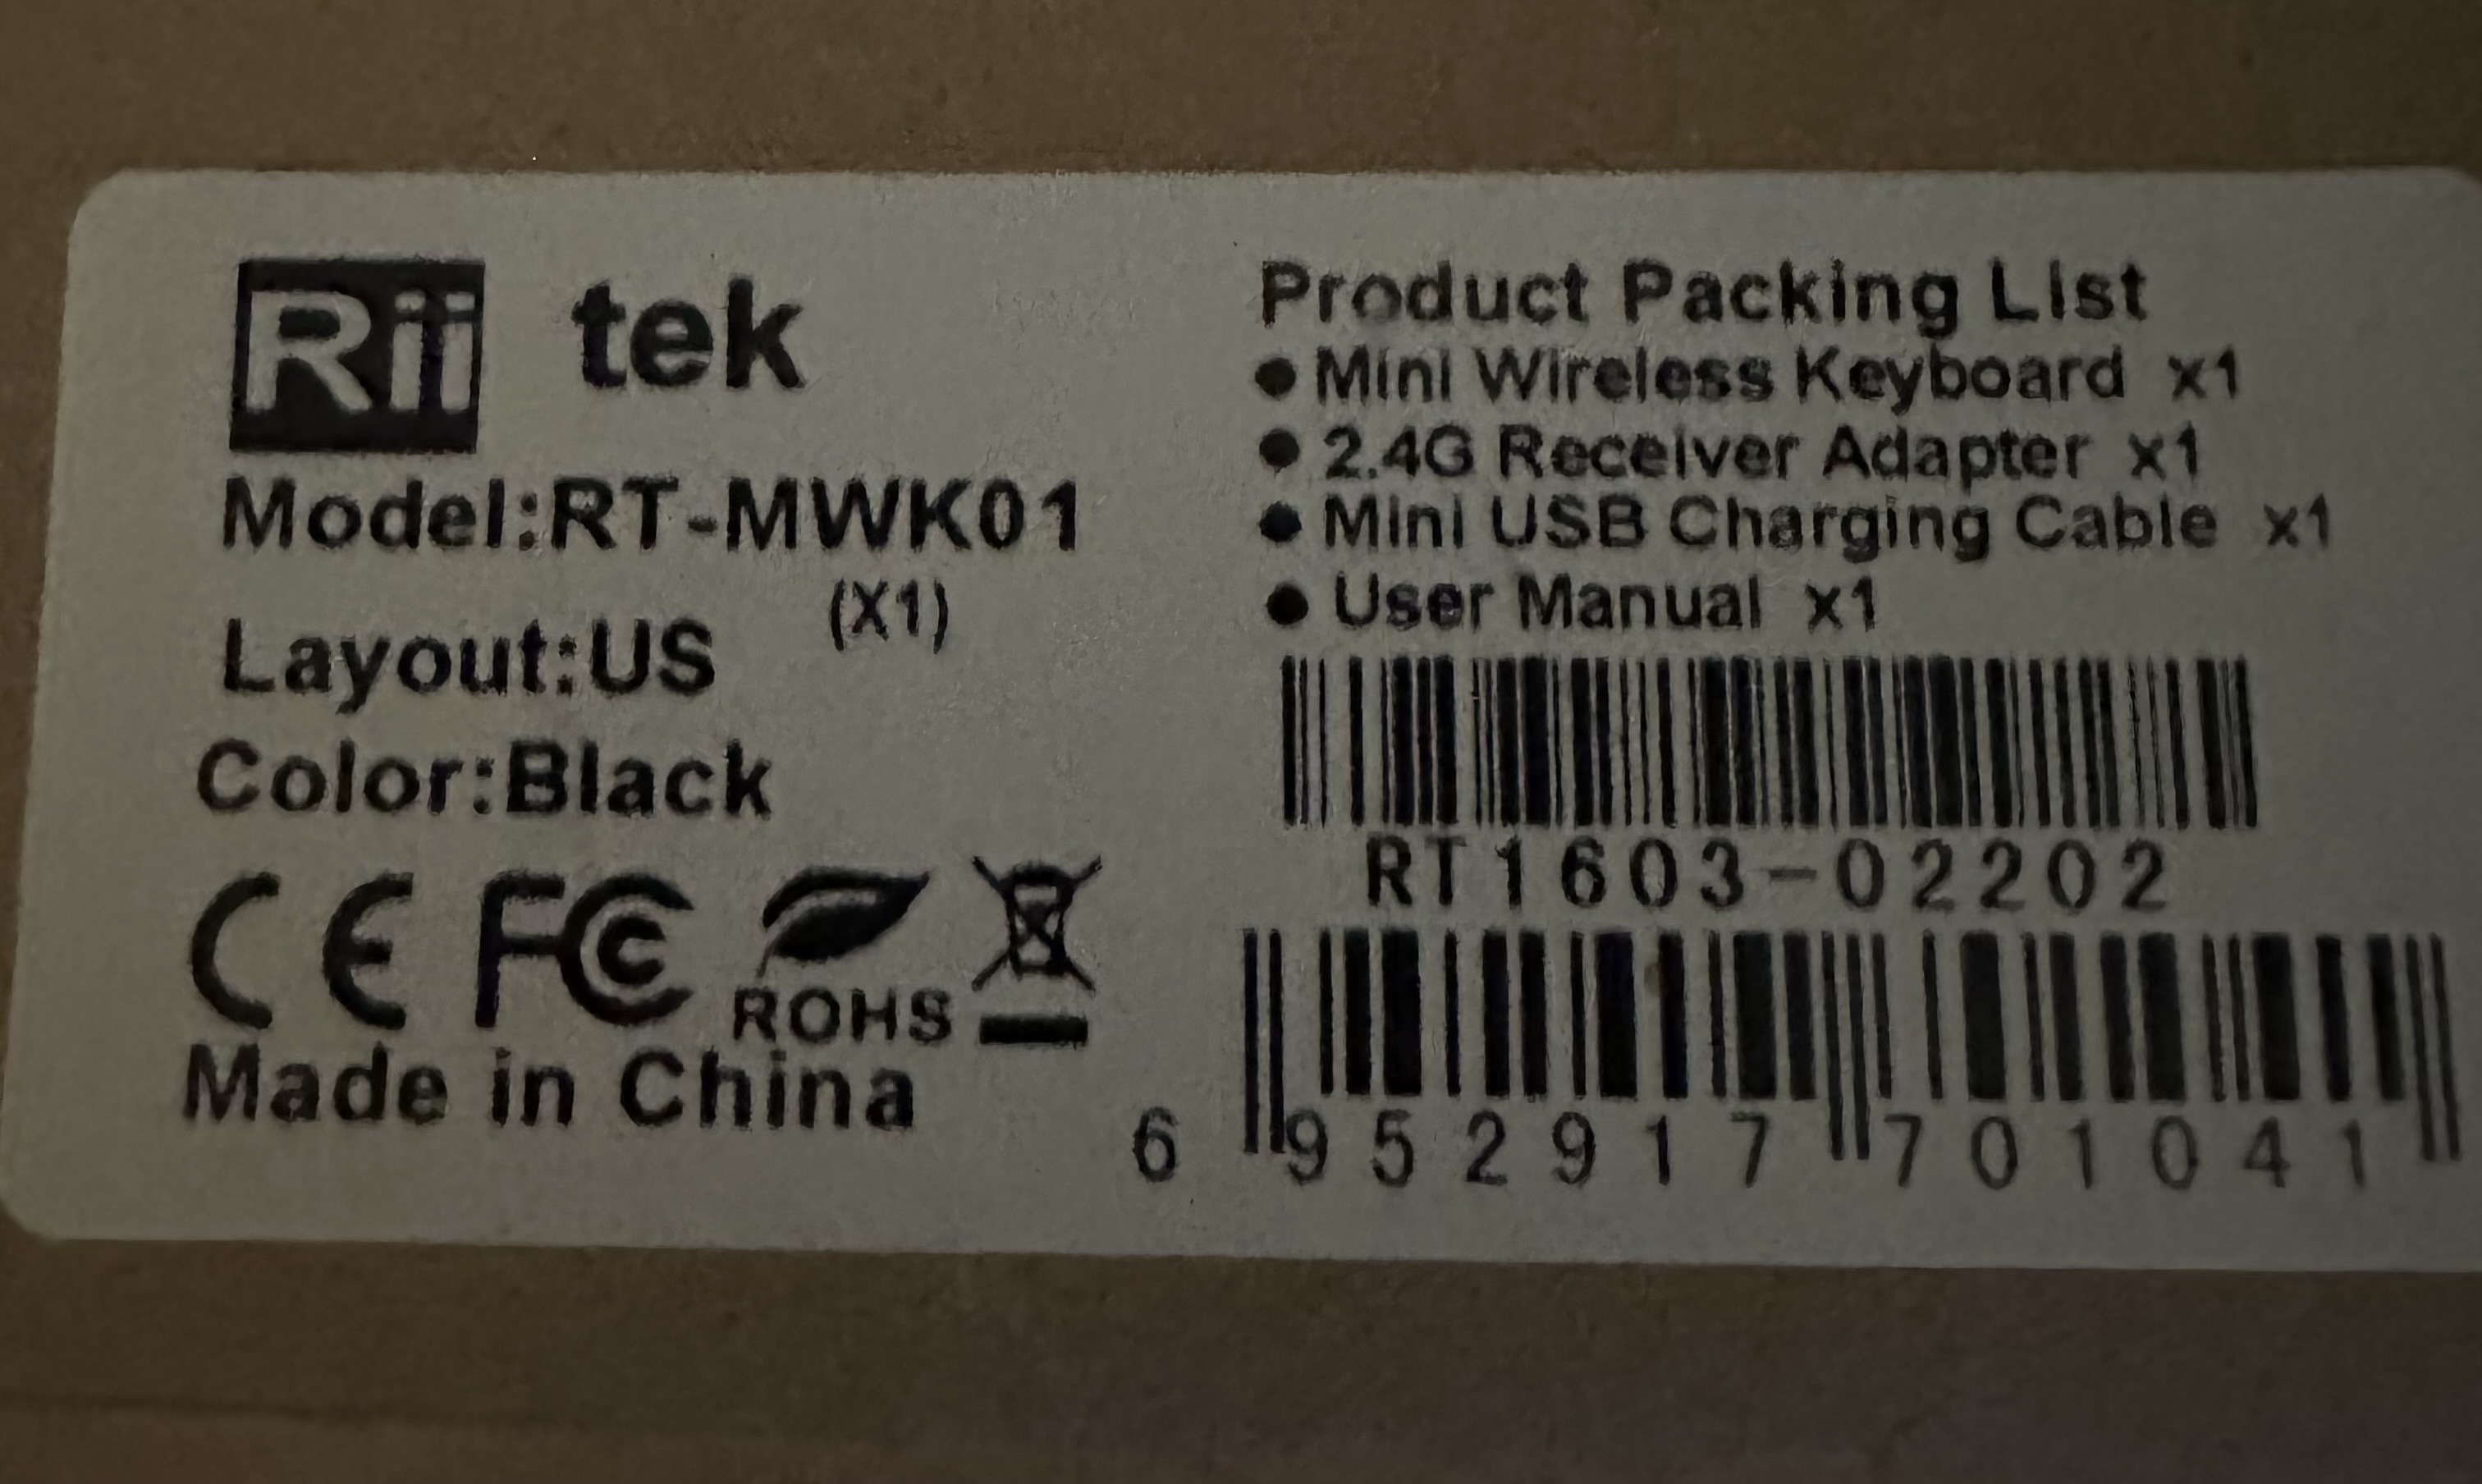 Rii tek
Model:RT-MWK01
(X1)
Layout:US
Color:Black
CE FC ROHS
Made in China
Product Packing List
● Mini Wireless Keyboard x1
● 2.4G Receiver Adapter x1
● Mini USB Charging Cable x1
● User Manual x1
RT1603-02202
6 952917 701041